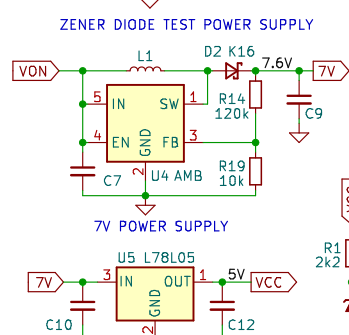 ZENER DIODE TEST POWER SUPPLY
L1
D2 K16
VON
7.6V
7V
5 IN SW 1
R14
120k
C9
4 EN FB 3
GND
2
R19
10k
C7
U4 AMB
7V POWER SUPPLY
U5 L78L05
R1
2k2
7V
3 IN OUT 1
5V
VCC
GND
C10
C12
2